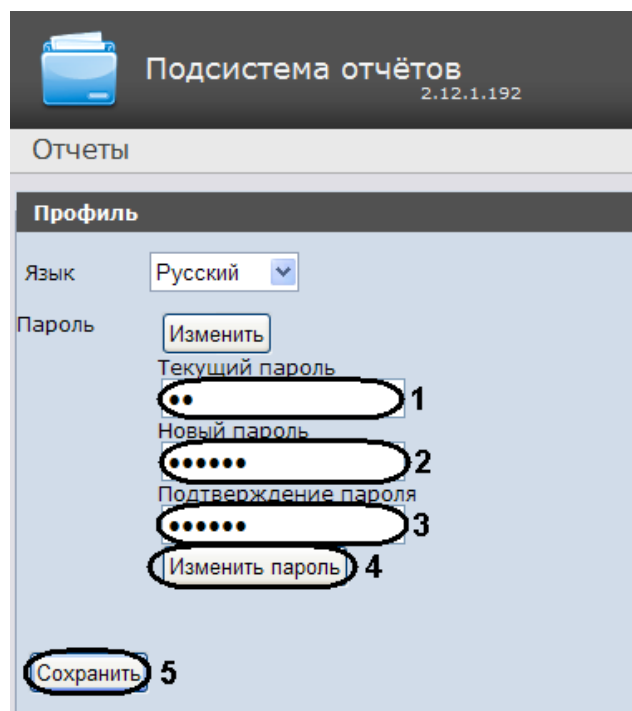 Подсистема отчётов
2.12.1.192
Отчеты
Профиль
Язык Русский
Пароль Изменить
Текущий пароль
•• 1
Новый пароль
•••••• 2
Подтверждение пароля
•••••• 3
Изменить пароль 4
Сохранить 5